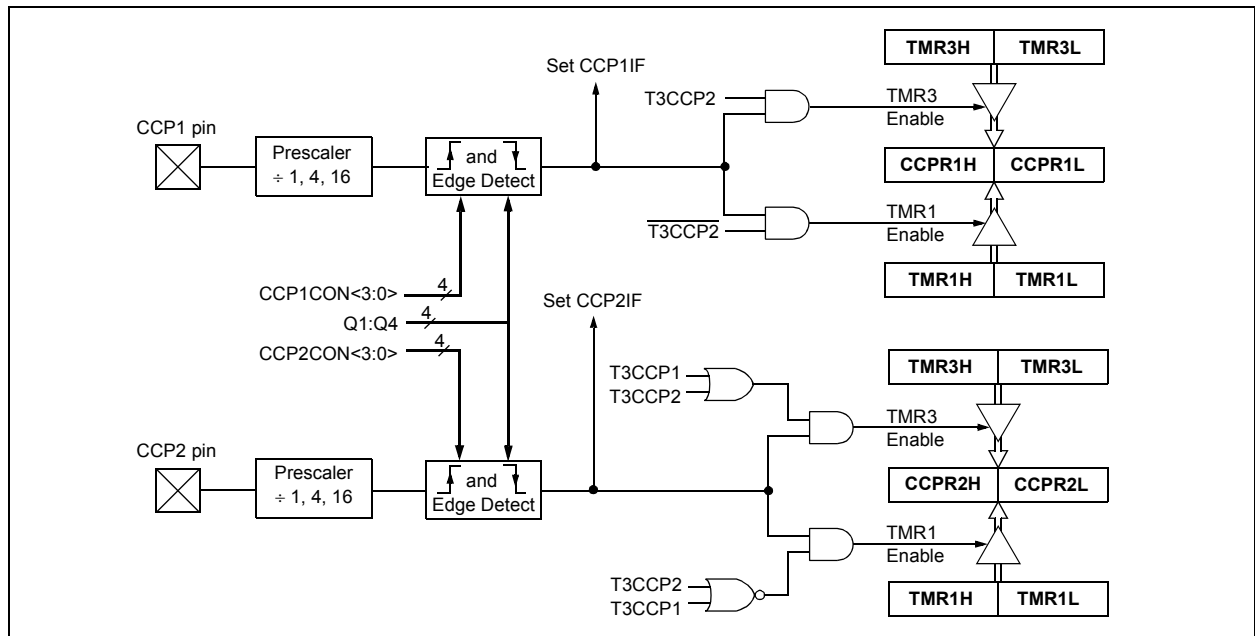 TMR3H TMR3L
Set CCP1IF
T3CCP2
TMR3
Enable
CCP1 pin
Prescaler
÷ 1, 4, 16
and
Edge Detect
CCPR1H CCPR1L
TMR1
Enable
T̅3̅C̅C̅P̅2̅
TMR1H TMR1L
CCP1CON<3:0> 4
Q1:Q4 4
CCP2CON<3:0> 4
Set CCP2IF
TMR3H TMR3L
T3CCP1
T3CCP2
TMR3
Enable
CCP2 pin
Prescaler
÷ 1, 4, 16
and
Edge Detect
CCPR2H CCPR2L
TMR1
Enable
T3CCP2
T3CCP1
TMR1H TMR1L